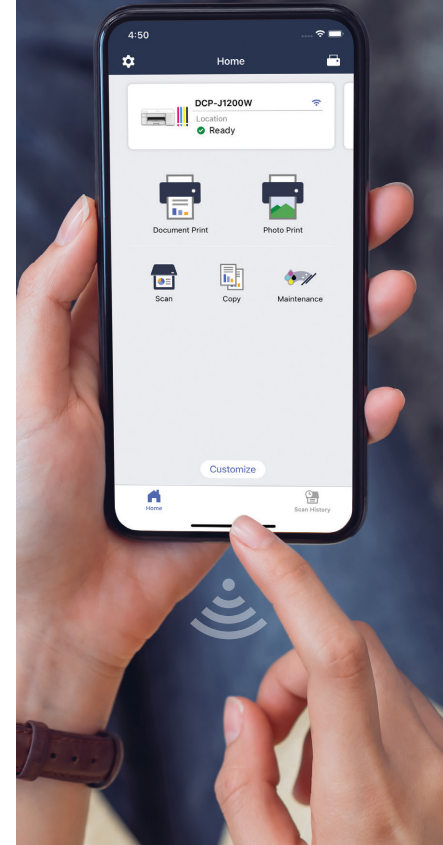 4:50
Home
DCP-J1200W
Location
Ready
Document Print
Photo Print
Scan
Copy
Maintenance
Customize
Home
Scan History